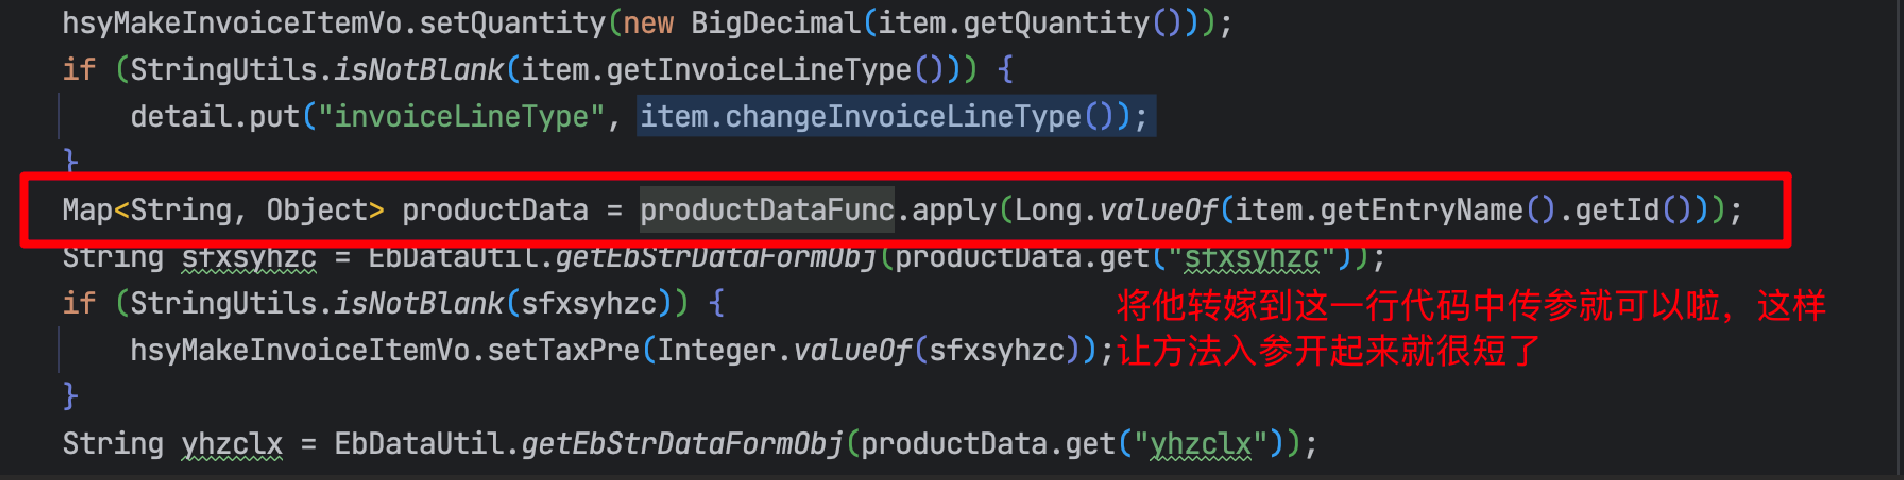 hsyMakeInvoiceItemVo.setQuantity(new BigDecimal(item.getQuantity()));
if (StringUtils.isNotBlank(item.getInvoiceLineType())) {
detail.put("invoiceLineType", item.changeInvoiceLineType());
}
Map<String, Object> productData = productDataFunc.apply(Long.valueOf(item.getEntryName().getId()));
String sfxsyhzc = EbDataUtil.getEbStrDataFormObj(productData.get("sfxsyhzc"));
if (StringUtils.isNotBlank(sfxsyhzc)) {
hsyMakeInvoiceItemVo.setTaxPre(Integer.valueOf(sfxsyhzc));
}
String yhzclx = EbDataUtil.getEbStrDataFormObj(productData.get("yhzclx"));
将他转嫁到这一行代码中传参就可以啦，这样
让方法入参开起来就很短了